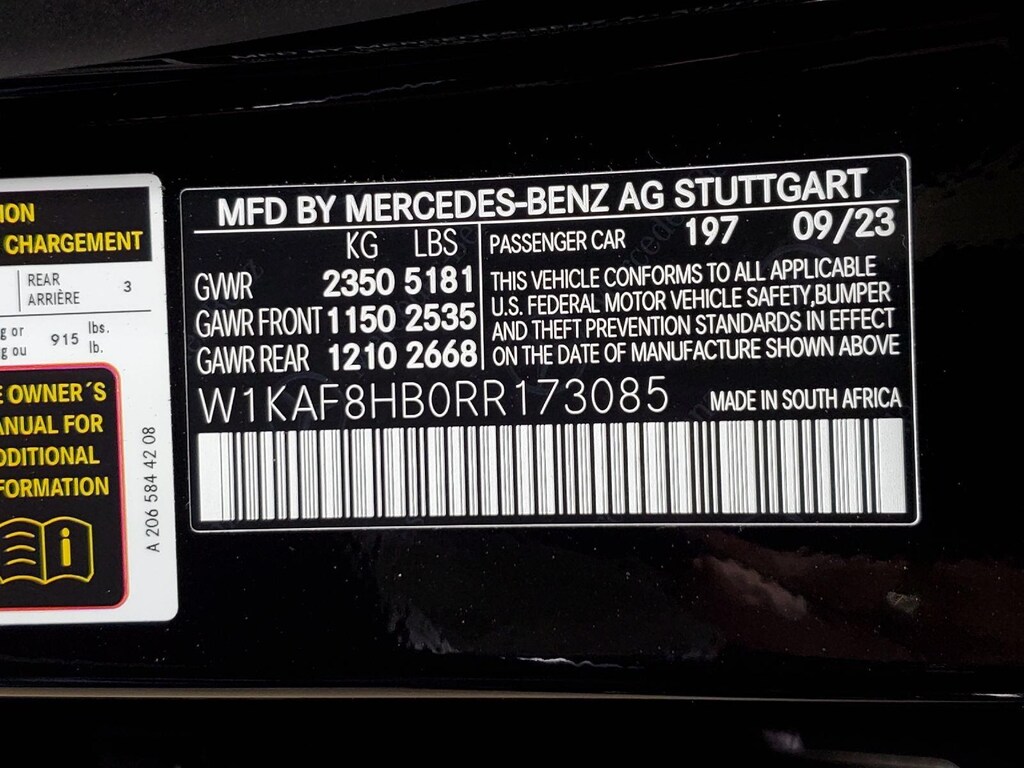 ION
CHARGEMENT
REAR
ARRIÈRE
3
g or
g ou
915
lbs.
lb.
OWNER´S
ANUAL FOR
DDITIONAL
FORMATION
A 206 584 42 08
MFD BY MERCEDES-BENZ AG STUTTGART
KG LBS
GVWR 2350 5181
GAWR FRONT 1150 2535
GAWR REAR 1210 2668
PASSENGER CAR 197 09/23
THIS VEHICLE CONFORMS TO ALL APPLICABLE
U.S. FEDERAL MOTOR VEHICLE SAFETY,BUMPER
AND THEFT PREVENTION STANDARDS IN EFFECT
ON THE DATE OF MANUFACTURE SHOWN ABOVE
W1KAF8HB0RR173085 MADE IN SOUTH AFRICA